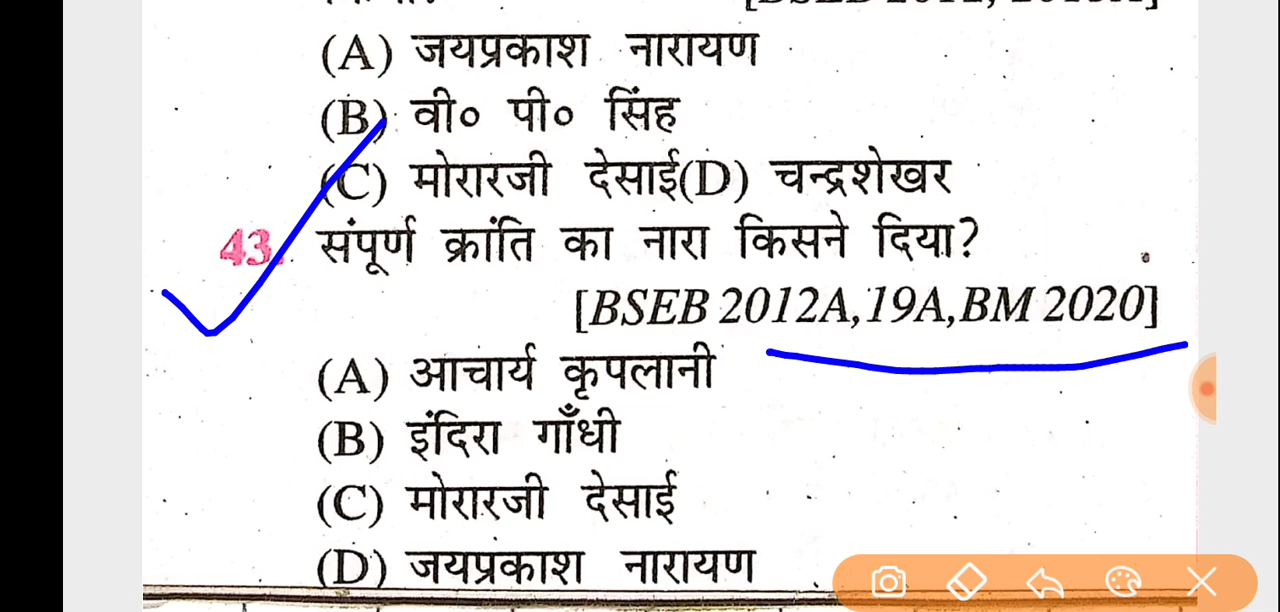 (A) जयप्रकाश नारायण
(B) वी० पी० सिंह
(C) मोरारजी देसाई(D) चन्द्रशेखर
43. संपूर्ण क्रांति का नारा किसने दिया?
[BSEB 2012A,19A,BM 2020]
(A) आचार्य कृपलानी
(B) इंदिरा गाँधी
(C) मोरारजी देसाई
(D) जयप्रकाश नारायण